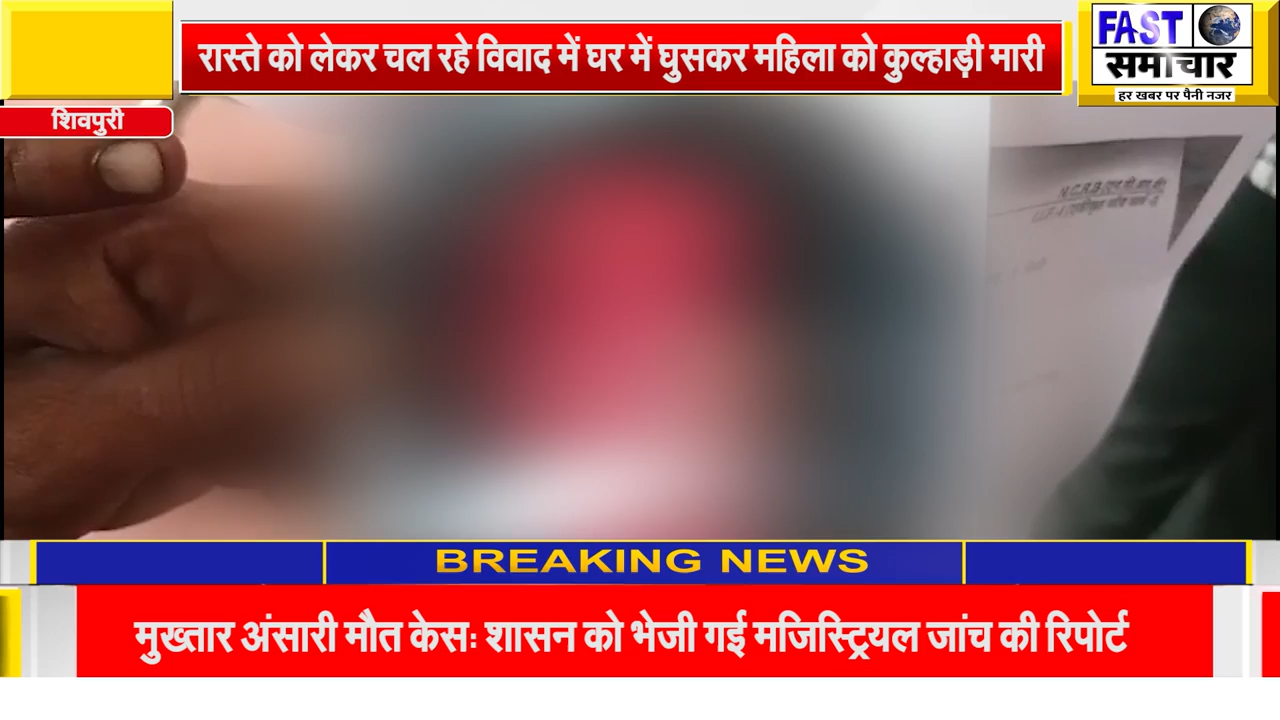 रास्ते को लेकर चल रहे विवाद में घर में घुसकर महिला को कुल्हाड़ी मारी
FAST
समाचार
हर खबर पर पैनी नजर
शिवपुरी
N.C.R.B
BREAKING NEWS
मुख्तार अंसारी मौत केसः शासन को भेजी गई मजिस्ट्रियल जांच की रिपोर्ट